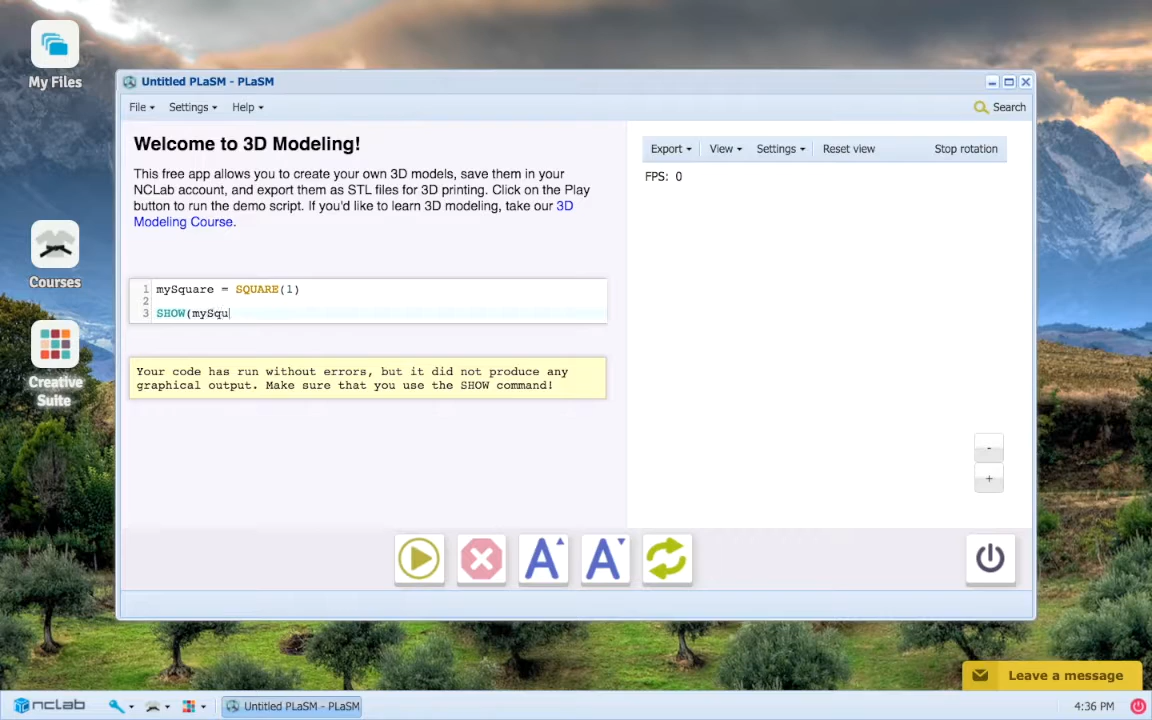 My Files
Courses
Creative
Suite
Untitled PLaSM - PLaSM
File Settings Help Search
Welcome to 3D Modeling!
This free app allows you to create your own 3D models, save them in your
NCLab account, and export them as STL files for 3D printing. Click on the Play
button to run the demo script. If you'd like to learn 3D modeling, take our 3D
Modeling Course.
1 mySquare = SQUARE(1)
2
3 SHOW(mySqu
Your code has run without errors, but it did not produce any
graphical output. Make sure that you use the SHOW command!
Export View Settings Reset view Stop rotation
FPS: 0
-
+
A A
Leave a message
nclab Untitled PLaSM - PLaSM 4:36 PM